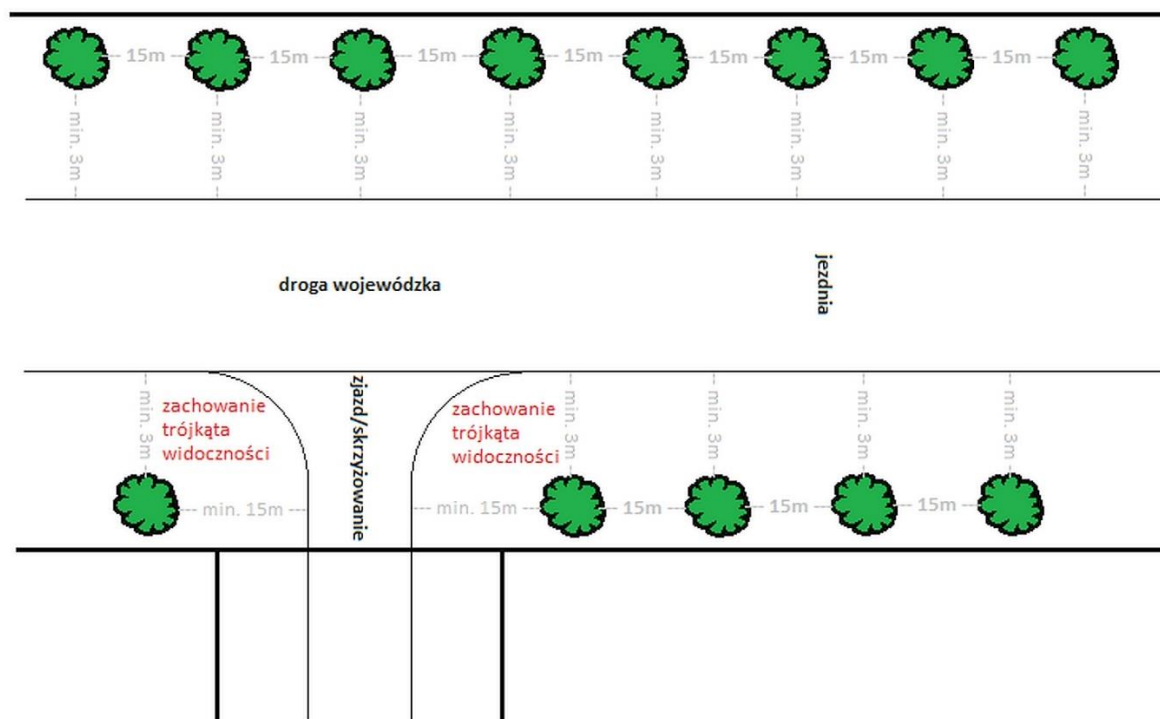 15m 15m 15m 15m 15m 15m 15m
min. 3m min. 3m min. 3m min. 3m min. 3m min. 3m min. 3m min. 3m
droga wojewódzka
jezdnia
min. 3m
zachowanie
trójkąta
widoczności
zjazd/skrzyżowanie
zachowanie
trójkąta
widoczności
min. 3m min. 3m min. 3m min. 3m
min. 15m min. 15m 15m 15m 15m